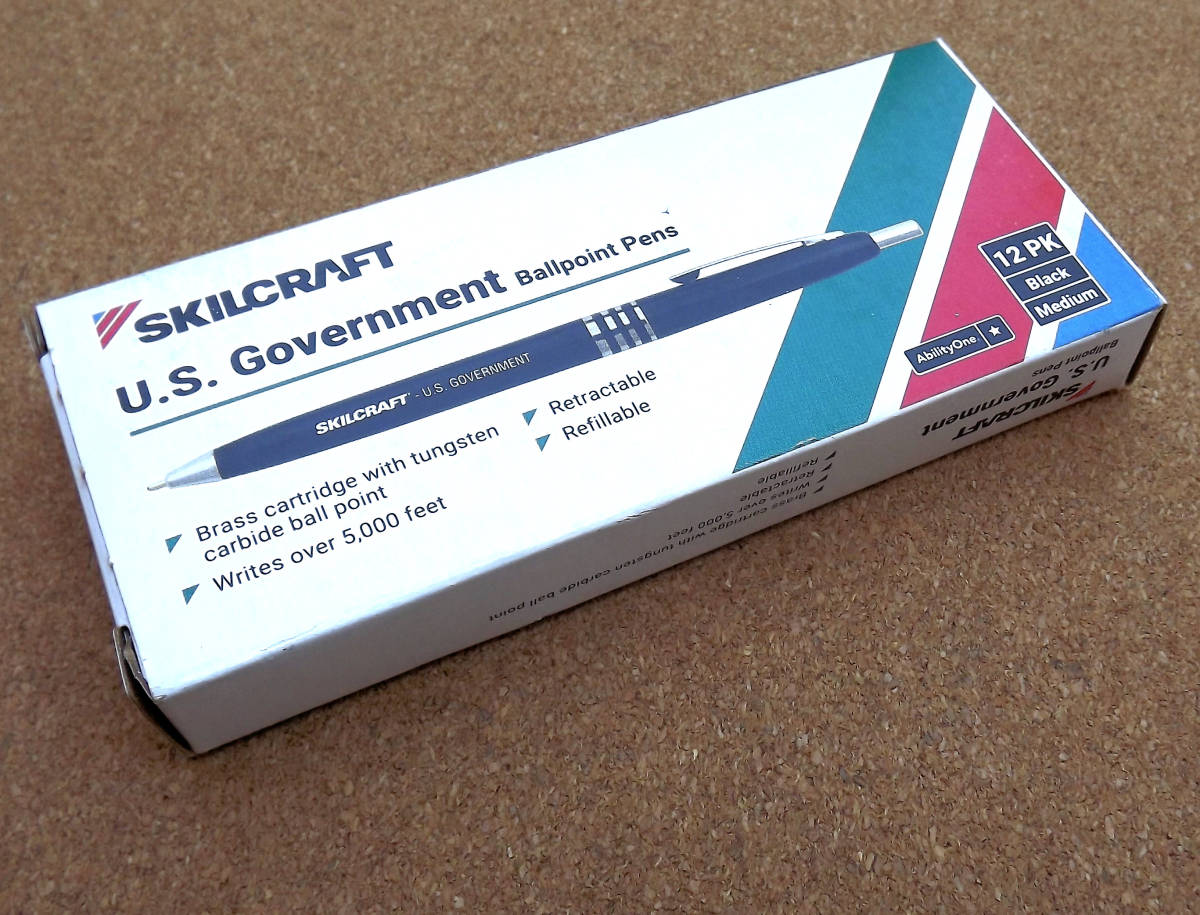 SKILCRAFT
U.S. Government Ballpoint Pens
SKILCRAFT - U.S. GOVERNMENT
Brass cartridge with tungsten
carbide ball point
Writes over 5,000 feet
Retractable
Refillable
12 PK
Black
Medium
AbilityOne
SKILCRAFT
U.S. Government
Ballpoint Pens
Brass cartridge with tungsten carbide ball point
Writes over 5,000 feet
Retractable
Refillable